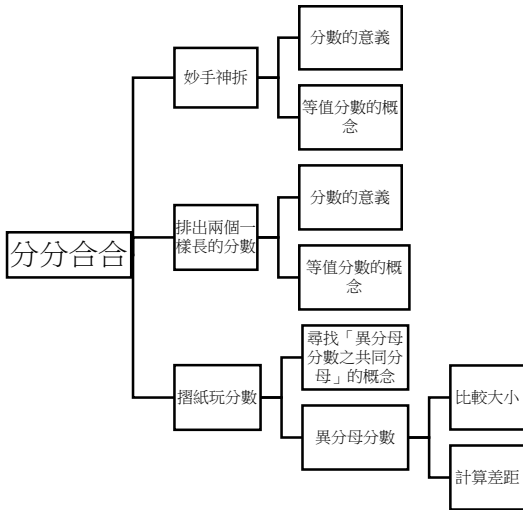 分分合合
妙手神拆
分數的意義
等值分數的概
念
排出兩個一
樣長的分數
分數的意義
等值分數的概
念
摺紙玩分數
尋找「異分母
分數之共同分
母」的概念
異分母分數
比較大小
計算差距